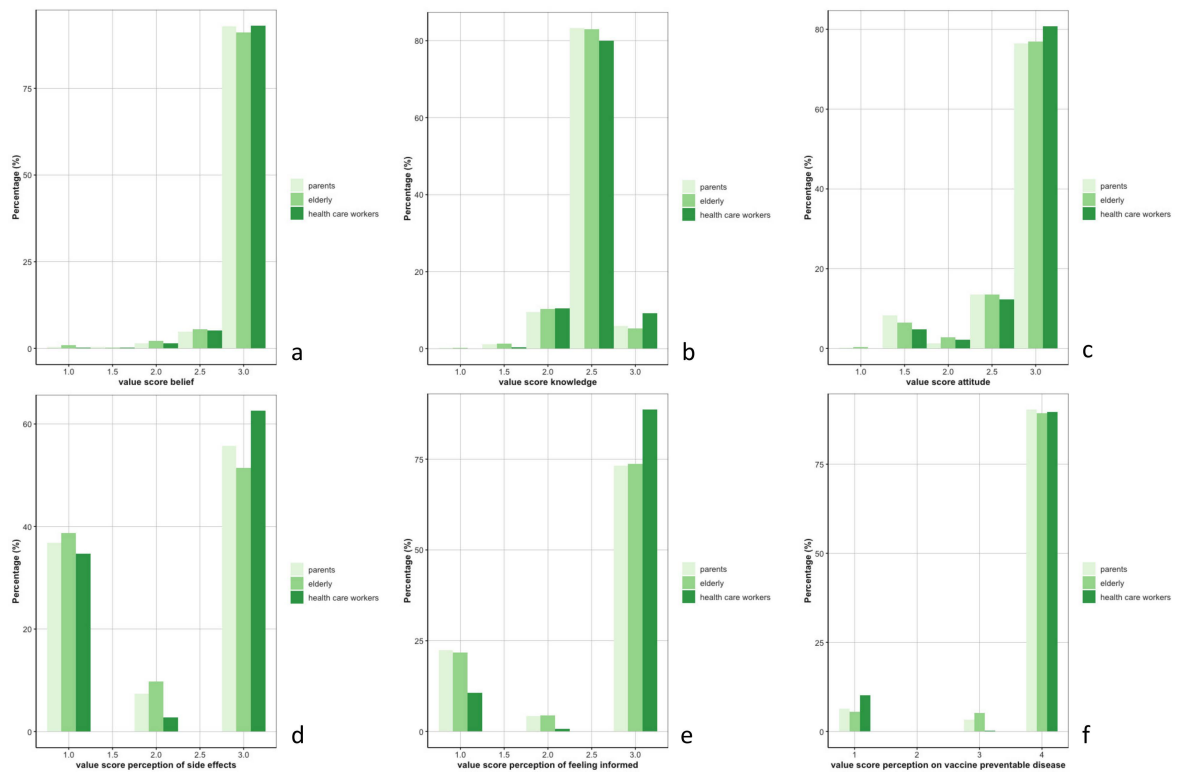 Percentage (%)
75
50
25
0
1.0 1.5 2.0 2.5 3.0
value score belief
parents
elderly
health care workers
a
Percentage (%)
80
60
40
20
0
1.0 1.5 2.0 2.5 3.0
value score knowledge
parents
elderly
health care workers
b
Percentage (%)
80
60
40
20
0
1.0 1.5 2.0 2.5 3.0
value score attitude
parents
elderly
health care workers
c
Percentage (%)
60
40
20
0
1.0 1.5 2.0 2.5 3.0
value score perception of side effects
parents
elderly
health care workers
d
Percentage (%)
75
50
25
0
1.0 1.5 2.0 2.5 3.0
value score perception of feeling informed
parents
elderly
health care workers
e
Percentage (%)
75
50
25
0
1 2 3 4
value score perception on vaccine preventable disease
parents
elderly
health care workers
f